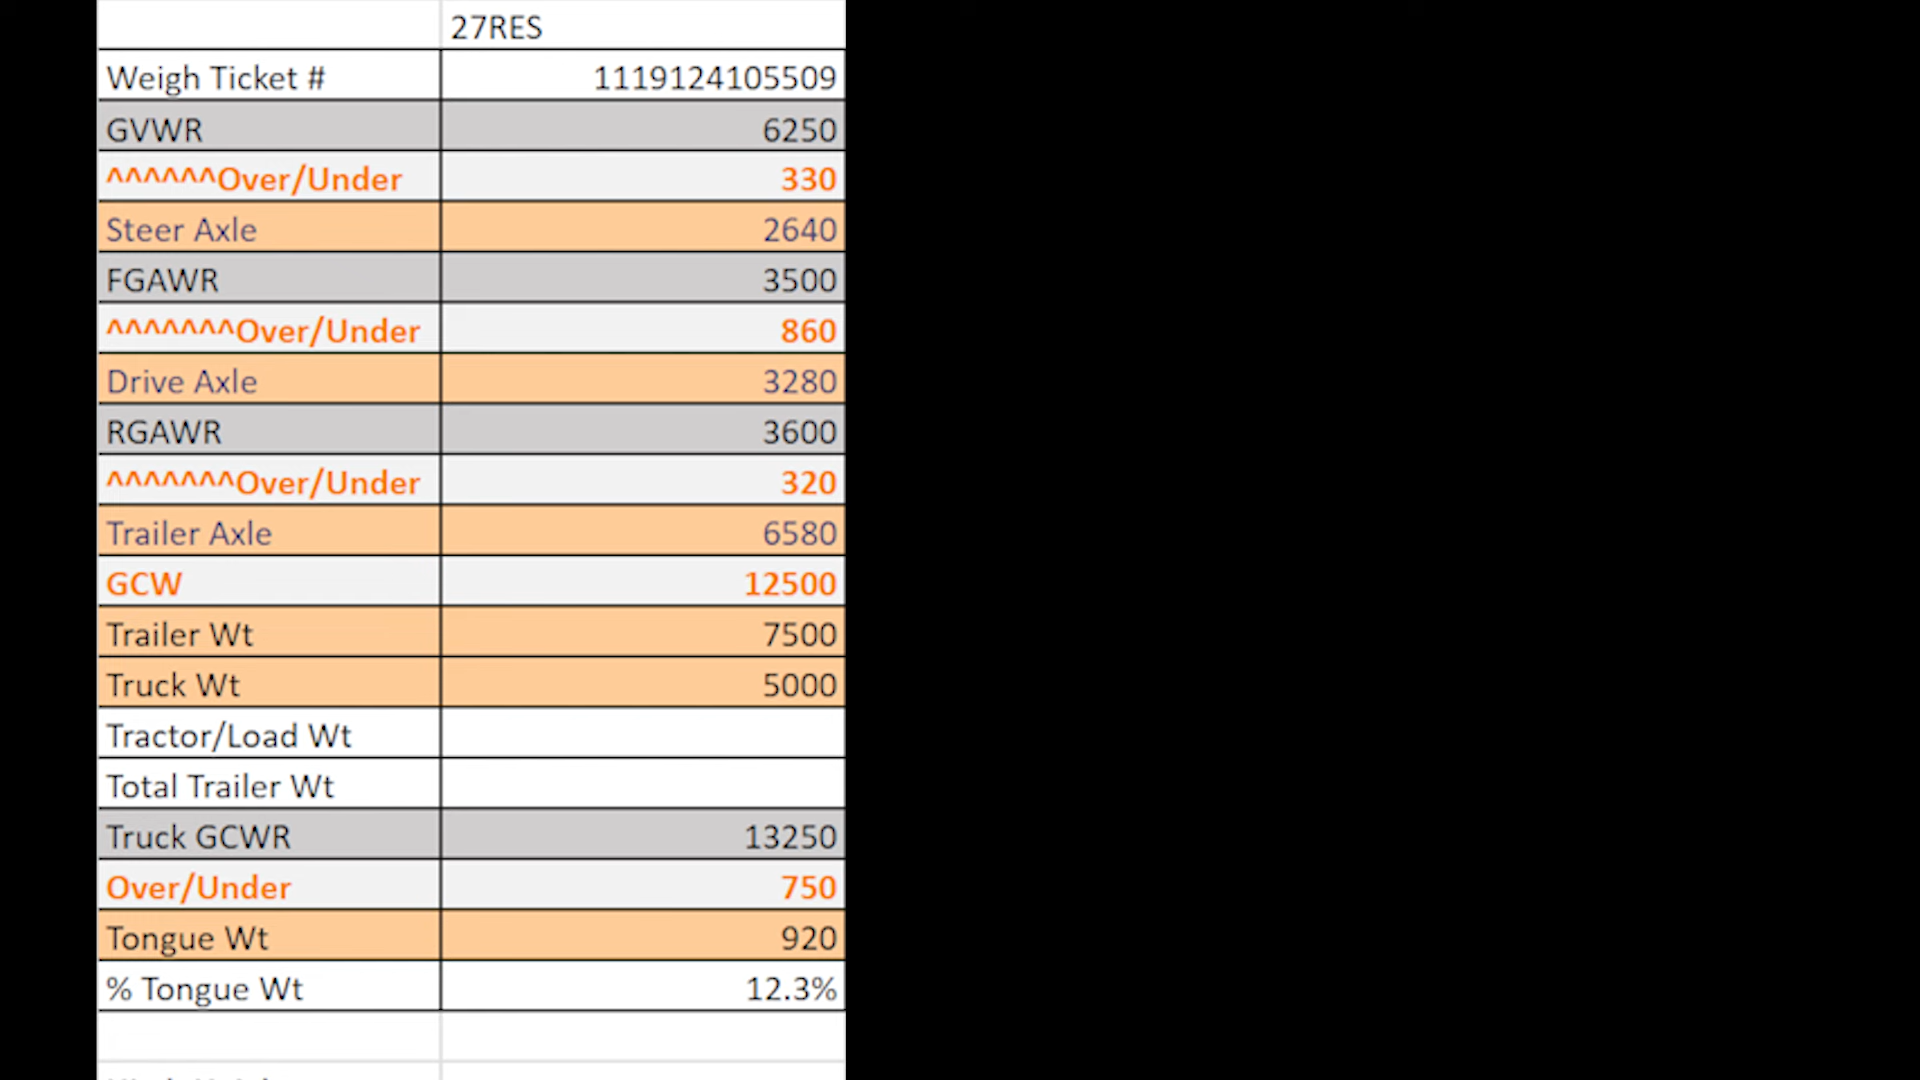 27RES
Weigh Ticket # 1119124105509
GVWR 6250
^^^^^^Over/Under 330
Steer Axle 2640
FGAWR 3500
^^^^^^^Over/Under 860
Drive Axle 3280
RGAWR 3600
^^^^^^^Over/Under 320
Trailer Axle 6580
GCW 12500
Trailer Wt 7500
Truck Wt 5000
Tractor/Load Wt
Total Trailer Wt
Truck GCWR 13250
Over/Under 750
Tongue Wt 920
% Tongue Wt 12.3%